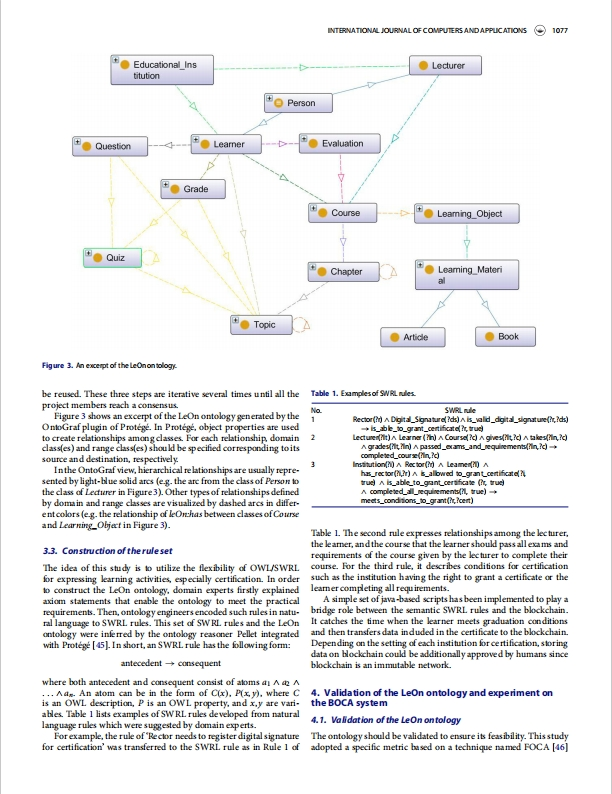 INTERNATIONAL JOURNAL OF COMPUTERS AND APPLICATIONS 1077
Educational_Ins
titution
Lecturer
Person
Question
Learner
Evaluation
Grade
Course
Learning_Object
Quiz
Chapter
Learning_Materi
al
Topic
Article
Book
Figure 3. An excerpt of the LeOn ontology.
be reused. These three steps are iterative several times until all the
project members reach a consensus.
Figure 3 shows an excerpt of the LeOn ontology generated by the
OntoGraf plugin of Protégé. In Protégé, object properties are used
to create relationships among classes. For each relationship, domain
class(es) and range class(es) should be specified corresponding to its
source and destination, respectively.
In the OntoGraf view, hierarchical relationships are usually repre-
sented by light-blue solid arcs (e.g. the arc from the class of Person to
the class of Lecturer in Figure 3). Other types of relationships defined
by domain and range classes are visualized by dashed arcs in differ-
ent colors (e.g. the relationship of leOn:has between classes of Course
and Learning_Object in Figure 3).
3.3. Construction of the rule set
The idea of this study is to utilize the flexibility of OWL/SWRL
for expressing learning activities, especially certification. In order
to construct the LeOn ontology, domain experts firstly explained
axiom statements that enable the ontology to meet the practical
requirements. Then, ontology engineers encoded such rules in natu-
ral language to SWRL rules. This set of SWRL rules and the LeOn
ontology were inferred by the ontology reasoner Pellet integrated
with Protégé [45]. In short, an SWRL rule has the following form:
antecedent → consequent
where both antecedent and consequent consist of atoms a1 ∧ a2 ∧
... ∧ an. An atom can be in the form of C(x), P(x, y), where C
is an OWL description, P is an OWL property, and x, y are vari-
ables. Table 1 lists examples of SWRL rules developed from natural
language rules which were suggested by domain experts.
For example, the rule of 'Rector needs to register digital signature
for certification' was transferred to the SWRL rule as in Rule 1 of
Table 1. Examples of SWRL rules.
No. SWRL rule
1 Rector(?r) ∧ Digital_Signature(?ds) ∧ is_valid_digital_signature(?r,?ds)
→ is_able_to_grant_certificate(?r, true)
2 Lecturer(?lt) ∧ Learner (?ln) ∧ Course(?c) ∧ gives(?lt,?c) ∧ takes(?ln,?c)
∧ grades(?lt,?ln) ∧ passed_exams_and_requirements(?ln,?c) →
completed_course(?ln,?c)
3 Institution(?i) ∧ Rector(?r) ∧ Learner(?l) ∧
has_rector(?i,?r) ∧ is_allowed to_grant_certificate(?i,
true) ∧ is_able_to_grant_certificate (?r, true)
∧ completed_all_requirements(?l, true) →
meets_conditions_to_grant(?r,?cert)
Table 1. The second rule expresses relationships among the lecturer,
the learner, and the course that the learner should pass all exams and
requirements of the course given by the lecturer to complete their
course. For the third rule, it describes conditions for certification
such as the institution having the right to grant a certificate or the
learner completing all requirements.
A simple set of java-based scripts has been implemented to play a
bridge role between the semantic SWRL rules and the blockchain.
It catches the time when the learner meets graduation conditions
and then transfers data included in the certificate to the blockchain.
Depending on the setting of each institution for certification, storing
data on blockchain could be additionally approved by humans since
blockchain is an immutable network.
4. Validation of the LeOn ontology and experiment on
the BOCA system
4.1. Validation of the LeOn ontology
The ontology should be validated to ensure its feasibility. This study
adopted a specific metric based on a technique named FOCA [46]